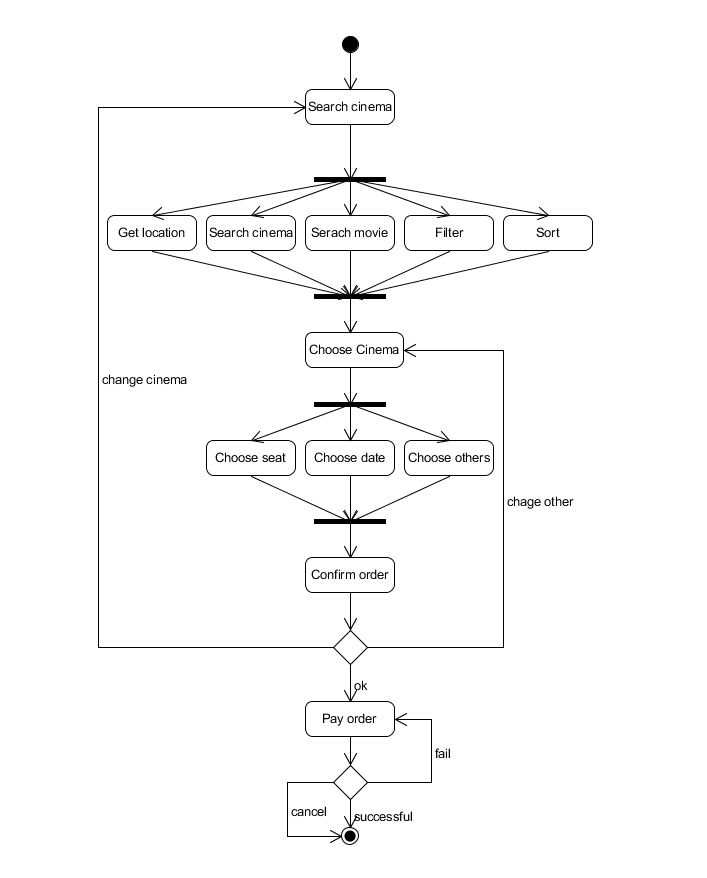 Search cinema
Get location
Search cinema
Serach movie
Filter
Sort
Choose Cinema
change cinema
Choose seat
Choose date
Choose others
chage other
Confirm order
ok
Pay order
fail
cancel
successful